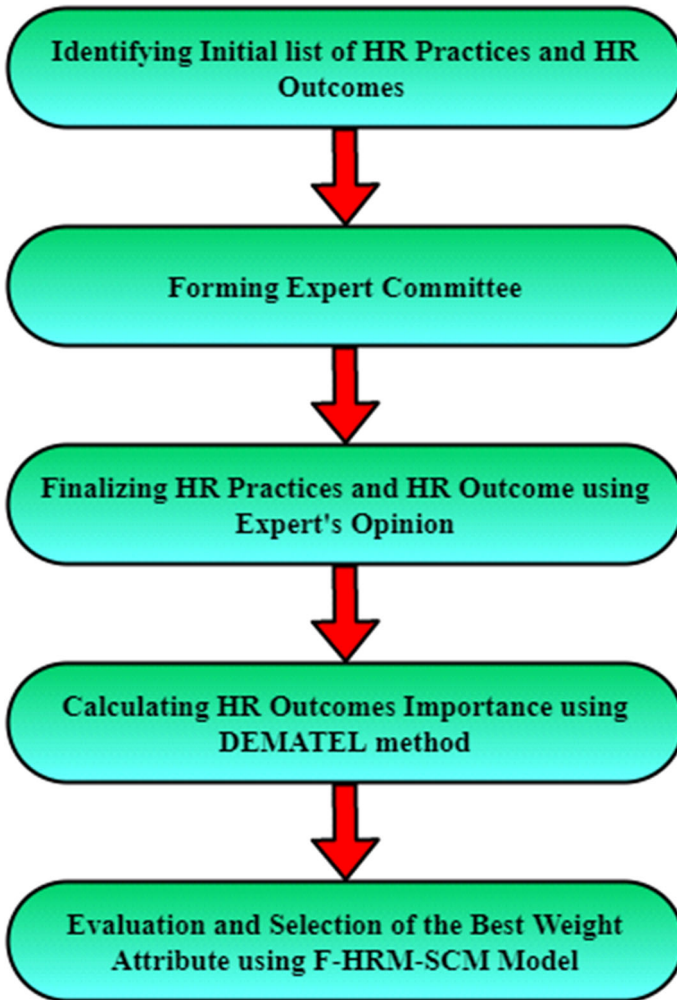 Identifying Initial list of HR Practices and HR
Outcomes
Forming Expert Committee
Finalizing HR Practices and HR Outcome using
Expert's Opinion
Calculating HR Outcomes Importance using
DEMATEL method
Evaluation and Selection of the Best Weight
Attribute using F-HRM-SCM Model